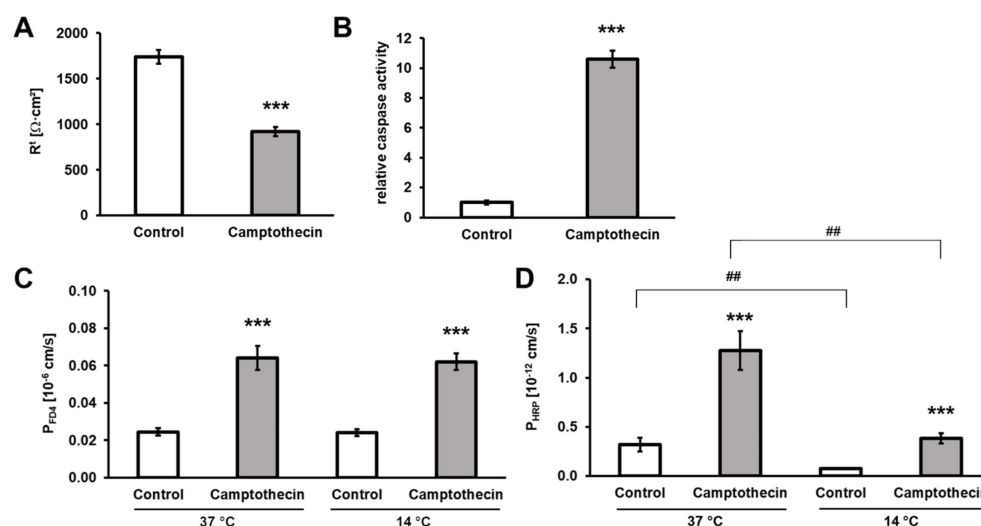 A
2000
1500
1000
500
0
Rᵗ [Ω·cm²]
***
Control Camptothecin
B
12
10
8
6
4
2
0
relative caspase activity
***
Control Camptothecin
C
0.10
0.08
0.06
0.04
0.02
0.00
P_FD4 [10⁻⁶ cm/s]
*** ***
Control Camptothecin Control Camptothecin
37 °C 14 °C
##
##
D
2.0
1.5
1.0
0.5
0.0
P_HRP [10⁻¹² cm/s]
*** ***
Control Camptothecin Control Camptothecin
37 °C 14 °C